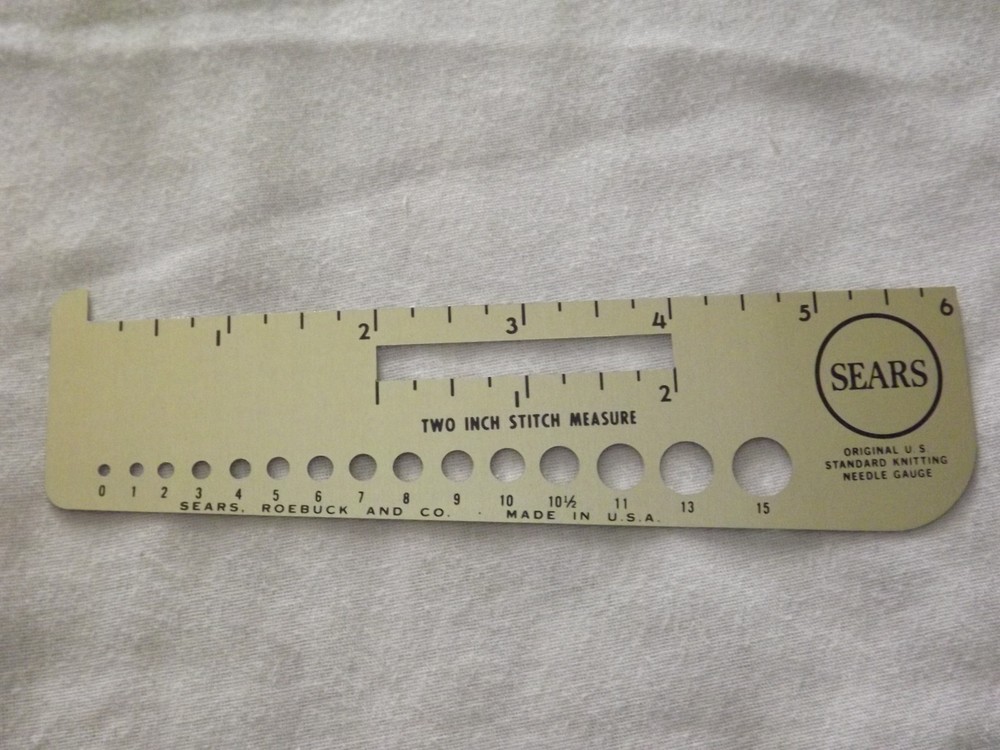 1 2 3 4 5 6
1 2
TWO INCH STITCH MEASURE
SEARS
ORIGINAL U.S
STANDARD KNITTING
NEEDLE GAUGE
0 1 2 3 4 5 6 7 8 9 10 10½ 11 13 15
SEARS, ROEBUCK AND CO. · MADE IN U.S.A.